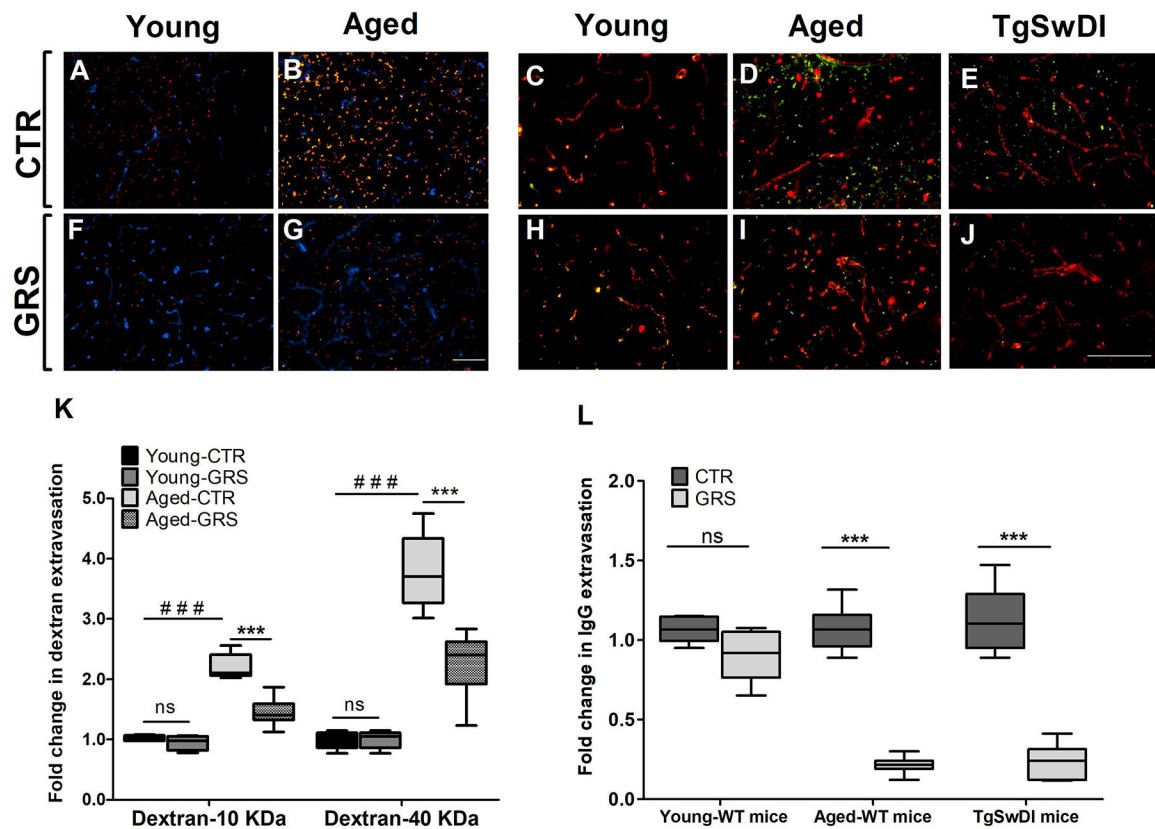 Young Aged Young Aged TgSwDI
CTR
A B C D E
GRS
F G H I J
K
Young-CTR
Young-GRS
Aged-CTR
Aged-GRS
Fold change in dextran extravasation
5.0
4.0
3.0
2.0
1.0
0.0
# # #
***
ns
# # #
***
ns
Dextran-10 KDa Dextran-40 KDa
L
CTR
GRS
Fold change in IgG extravasation
2.0
1.5
1.0
0.5
0.0
ns
***
***
Young-WT mice Aged-WT mice TgSwDI mice